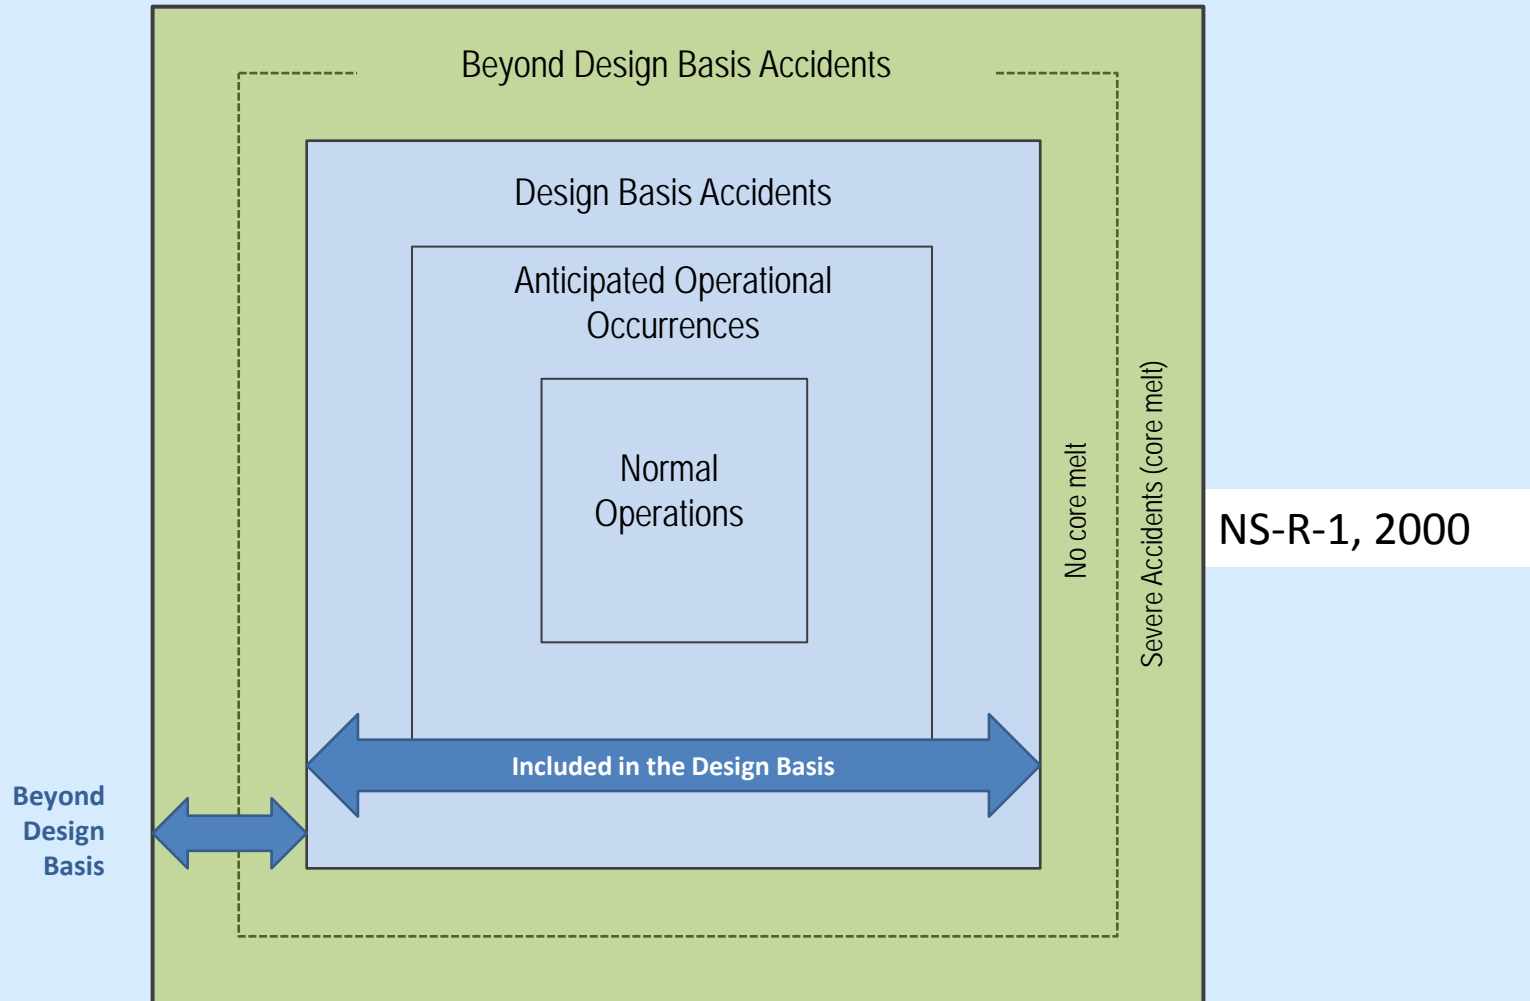 Beyond Design Basis Accidents
Design Basis Accidents
Anticipated Operational
Occurrences
Normal
Operations
No core melt
Severe Accidents (core melt)
NS-R-1, 2000
Included in the Design Basis
Beyond
Design
Basis